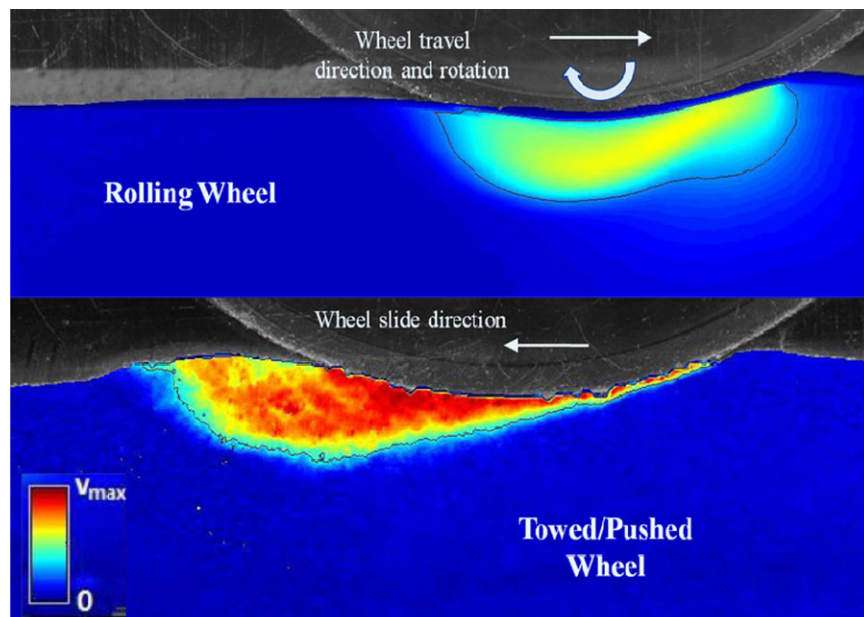 Wheel travel
direction and rotation
Rolling Wheel
Wheel slide direction
Vmax
0
Towed/Pushed
Wheel